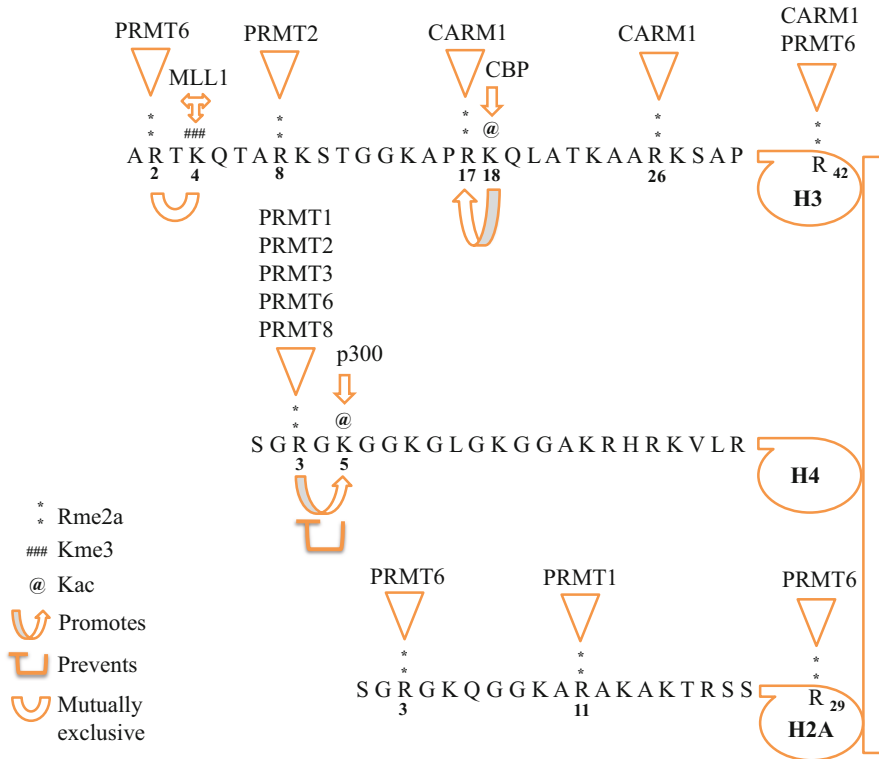 PRMT6 PRMT2 CARM1 CARM1 CARM1
PRMT6
MLL1 CBP
* * * * *
* * * * *
### @
A R T K Q T A R K S T G G K A P R K Q L A T K A A R K S A P R 42
2 4 8 17 18 26 H3
PRMT1
PRMT2
PRMT3
PRMT6
PRMT8
p300
*
* @
S G R G K G G K G L G K G G A K R H R K V L R
3 5 H4
* * Rme2a
### Kme3
@ Kac
Promotes
Prevents
Mutually
exclusive
PRMT6 PRMT1 PRMT6
* * *
* * *
S G R G K Q G G K A R A K A K T R S S R 29
3 11 H2A